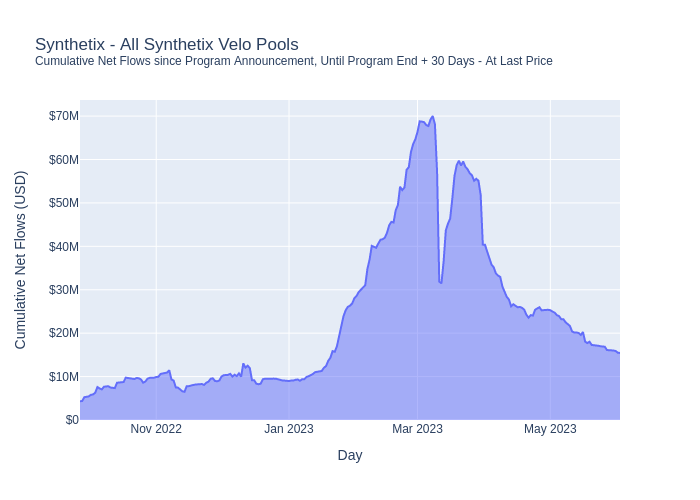 Synthetix - All Synthetix Velo Pools
Cumulative Net Flows since Program Announcement, Until Program End + 30 Days - At Last Price
$70M
$60M
$50M
$40M
$30M
$20M
$10M
$0
Cumulative Net Flows (USD)
Nov 2022
Jan 2023
Mar 2023
May 2023
Day